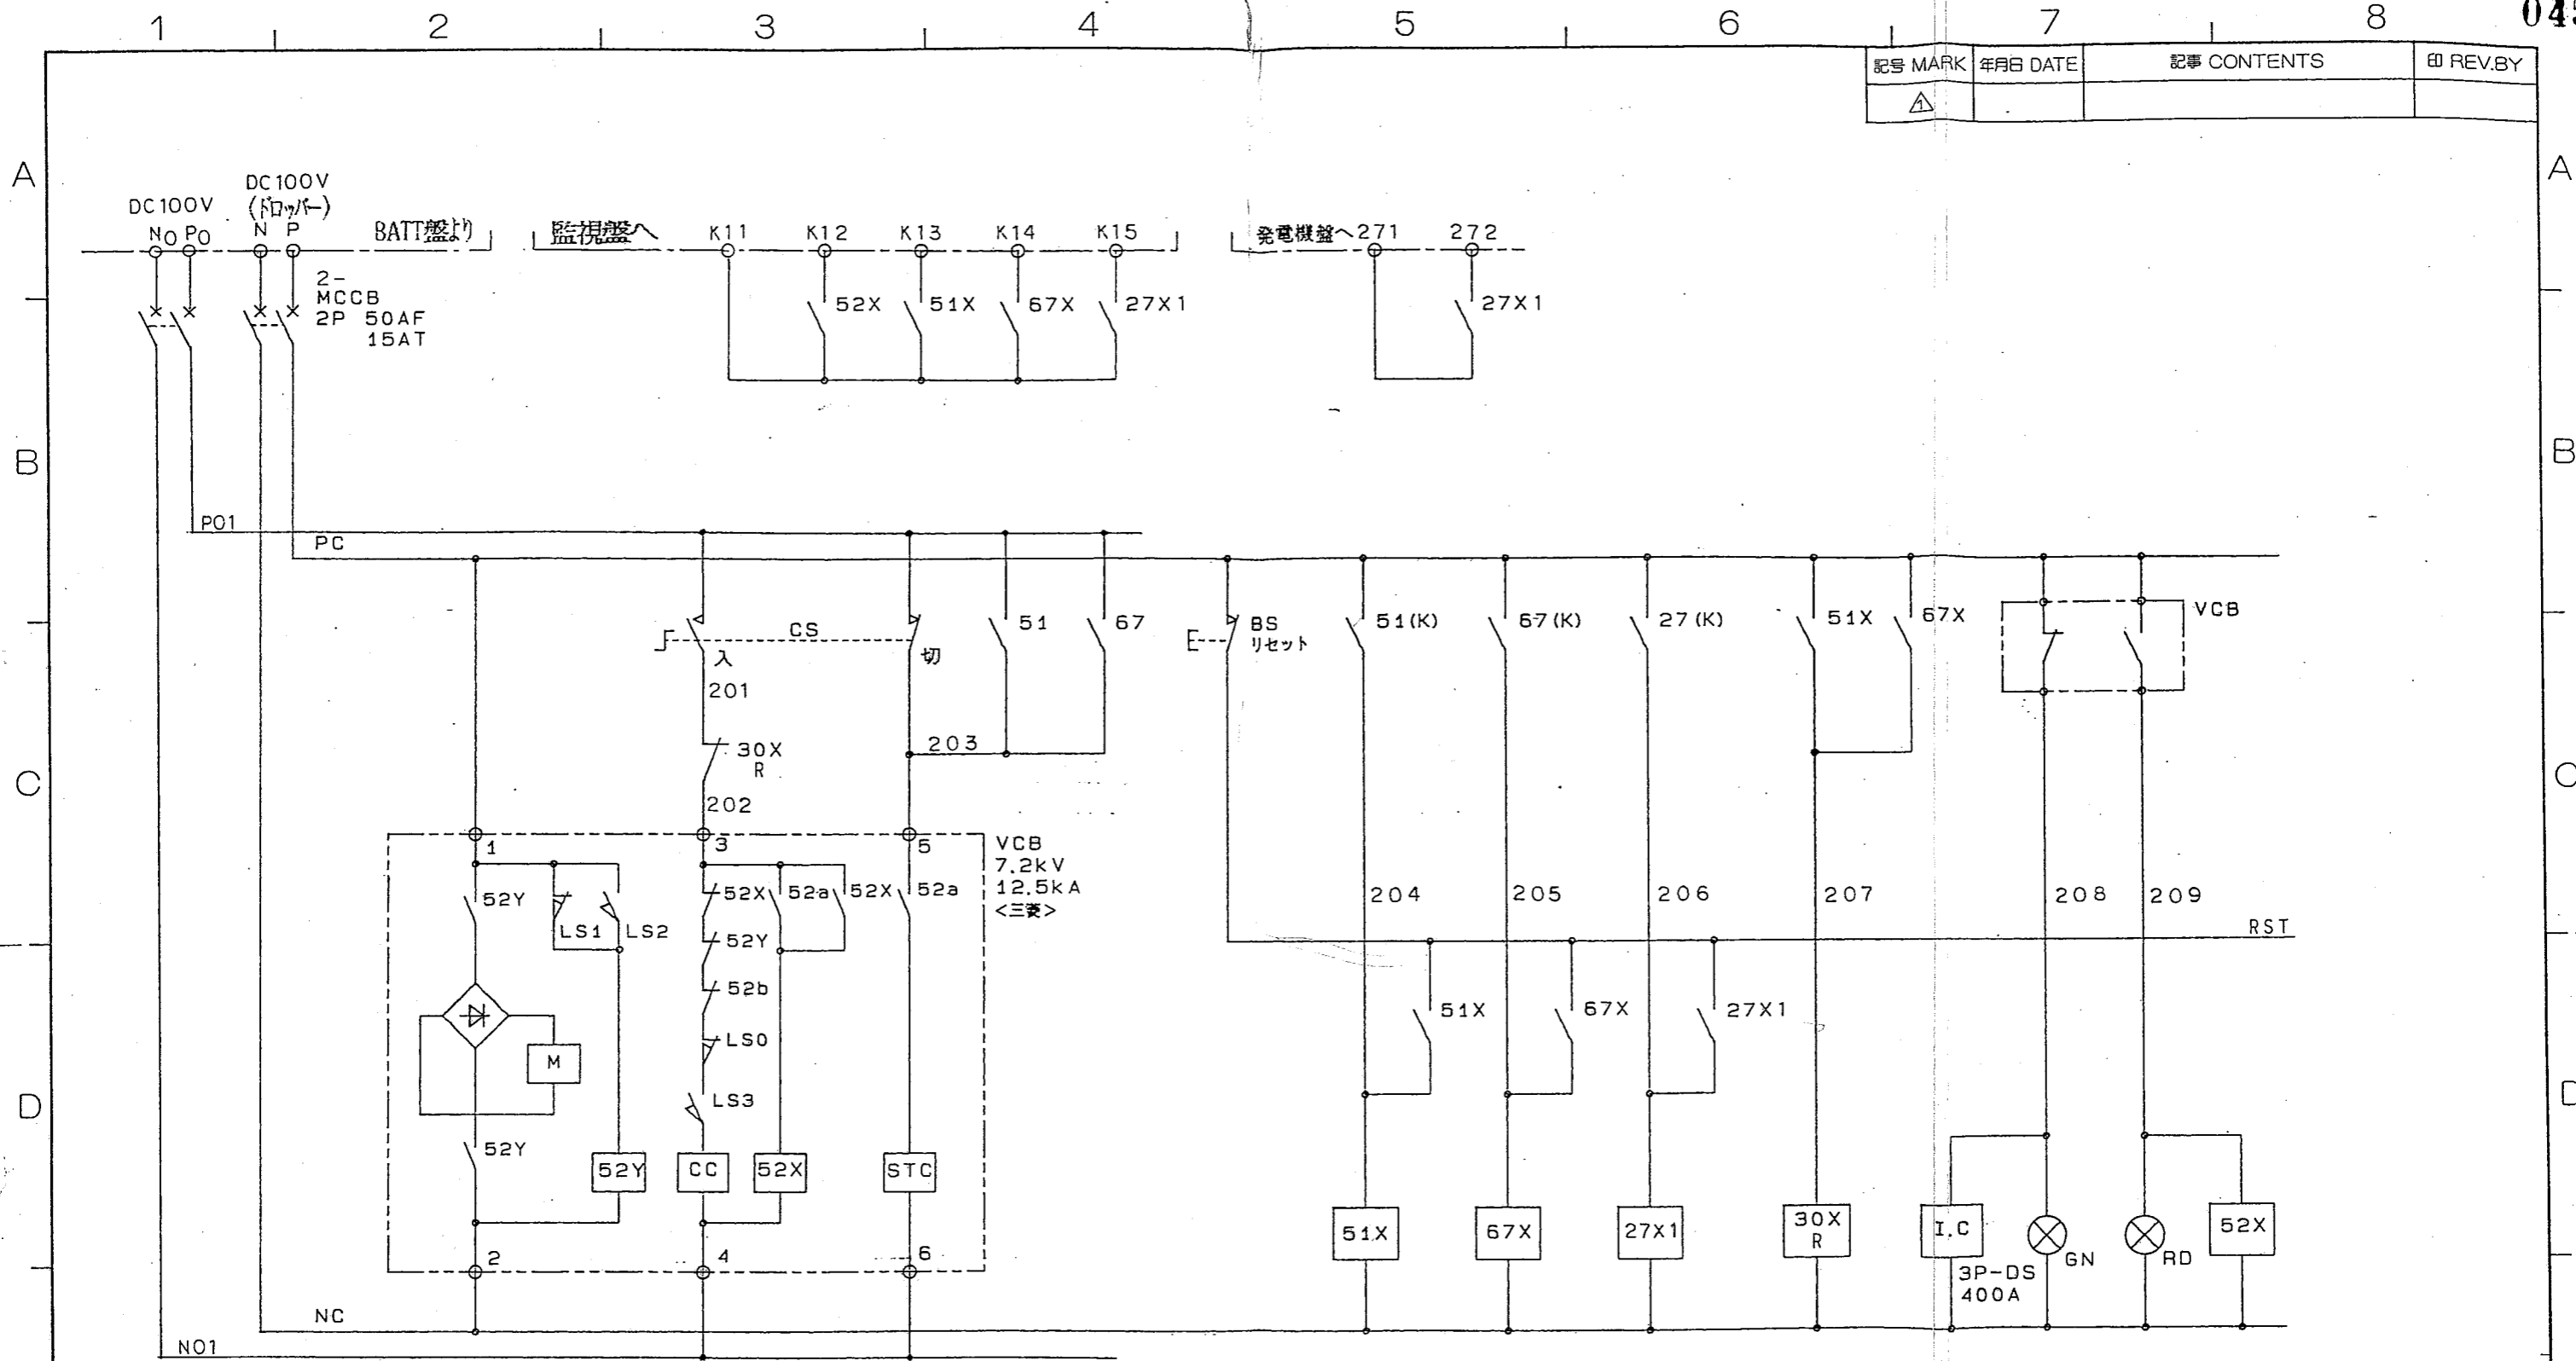 1 2 3 4 5 6 7 8
記号 MARK 年月日 DATE 記事 CONTENTS 印 REV.BY
1
A A
DC100V
DC100V
(ドロッパー)
N0 P0 N P BATT盤より 監視盤へ K11 K12 K13 K14 K15 発電機盤へ 271 272
2-
MCCB
2P 50AF
15AT
52X 51X 67X 27X1 27X1
B B
P01
PC
CS
入 切 51 67
BS
リセット
51(K) 67(K) 27(K) 51X 67X VCB
201
30X
R
203
202
C C
1 3 5
VCB
7.2kV
12.5kA
<三菱>
52Y LS1 LS2 52X 52a 52X 52a
52Y
52b
LS0
LS3
204 205 206 207 208 209
RST
51X 67X 27X1
M
D D
52Y
52Y CC 52X STC
51X 67X 27X1
30X
R
I.C GN RD 52X
3P-DS
400A
2 4 6
NC
N01